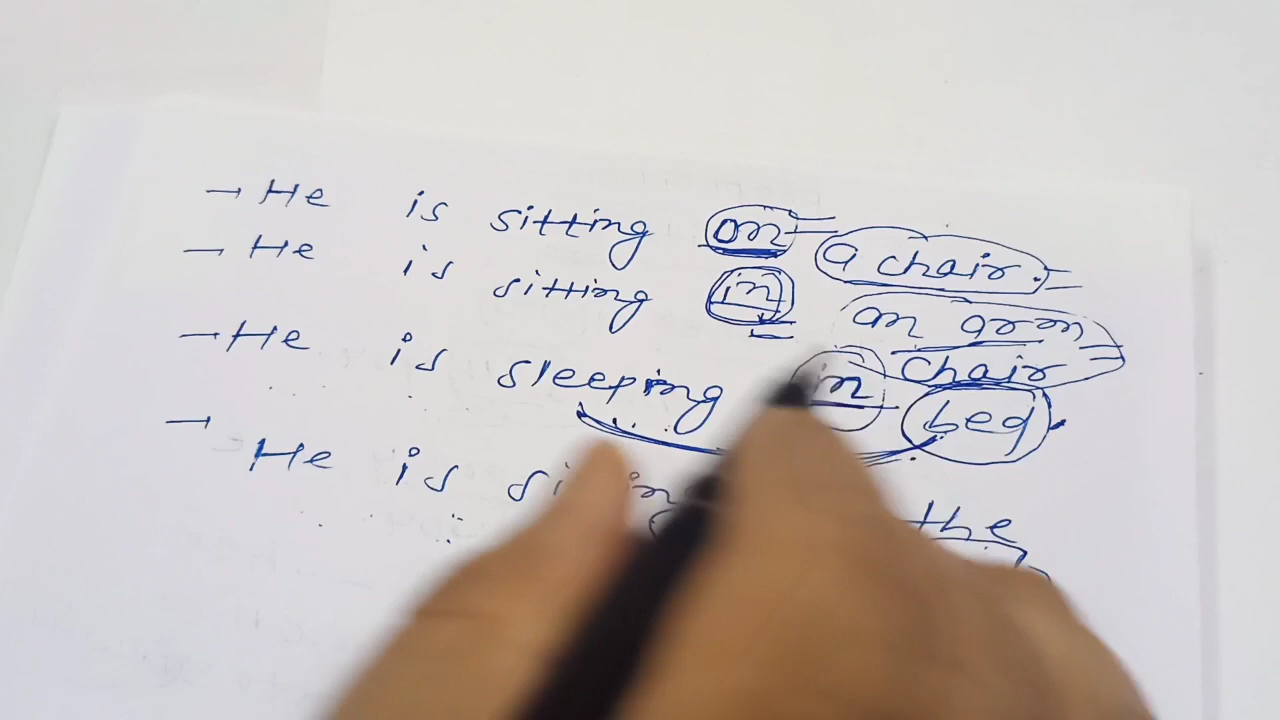 → He is sitting on a chair.
→ He is sitting in an arm chair
→ He is sleeping in bed.
→ He is the